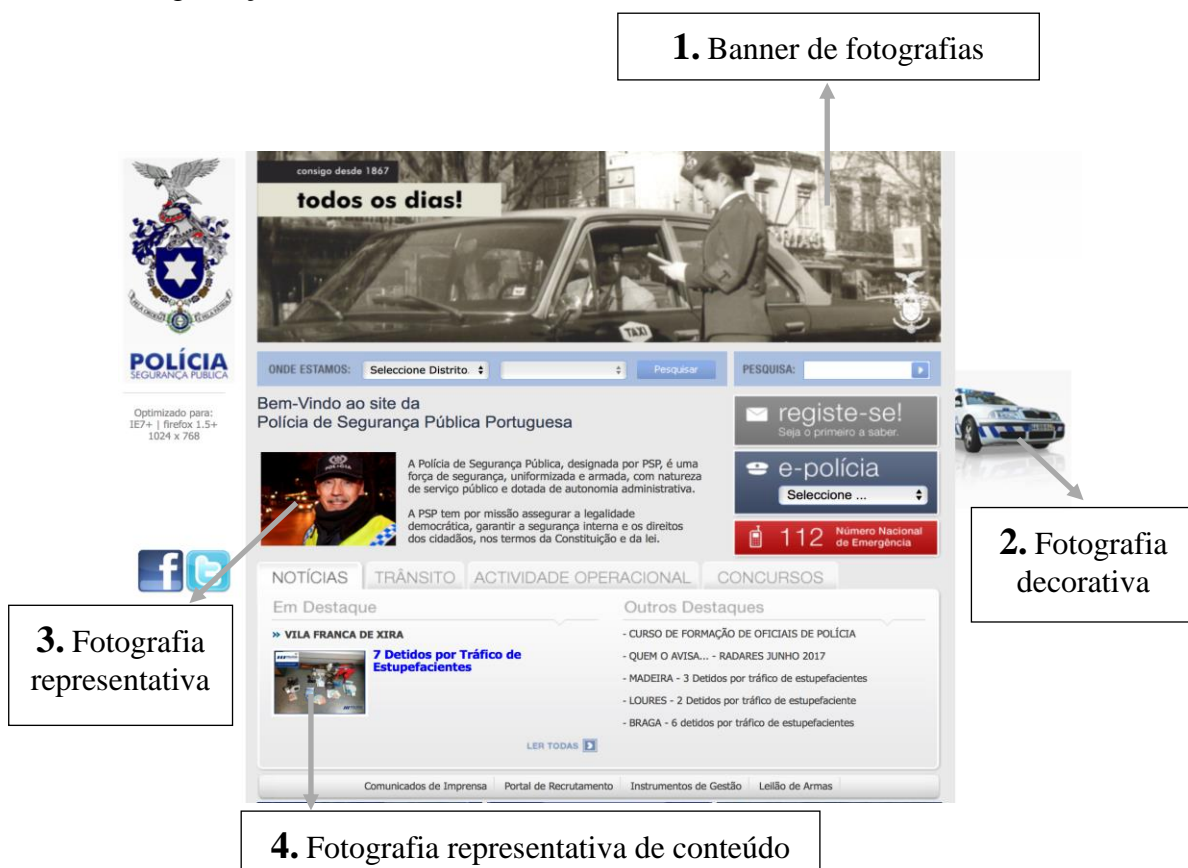 1. Banner de fotografias
consigo desde 1867
todos os dias!
TAXI
POLÍCIA
SEGURANÇA PÚBLICA
Optimizado para:
IE7+ | firefox 1.5+
1024 x 768
ONDE ESTAMOS: Seleccione Distrito. Pesquisar PESQUISA:
Bem-Vindo ao site da
Polícia de Segurança Pública Portuguesa
A Polícia de Segurança Pública, designada por PSP, é uma
força de segurança, uniformizada e armada, com natureza
de serviço público e dotada de autonomia administrativa.
A PSP tem por missão assegurar a legalidade
democrática, garantir a segurança interna e os direitos
dos cidadãos, nos termos da Constituição e da lei.
registe-se!
Seja o primeiro a saber.
e-polícia
Seleccione ...
112 Número Nacional
de Emergência
2. Fotografia
decorativa
3. Fotografia
representativa
NOTÍCIAS TRÂNSITO ACTIVIDADE OPERACIONAL CONCURSOS
Em Destaque
» VILA FRANCA DE XIRA
7 Detidos por Tráfico de
Estupefacientes
LER TODAS
Outros Destaques
- CURSO DE FORMAÇÃO DE OFICIAIS DE POLÍCIA
- QUEM O AVISA... - RADARES JUNHO 2017
- MADEIRA - 3 Detidos por tráfico de estupefacientes
- LOURES - 2 Detidos por tráfico de estupefaciente
- BRAGA - 6 detidos por tráfico de estupefacientes
Comunicados de Imprensa Portal de Recrutamento Instrumentos de Gestão Leilão de Armas
4. Fotografia representativa de conteúdo